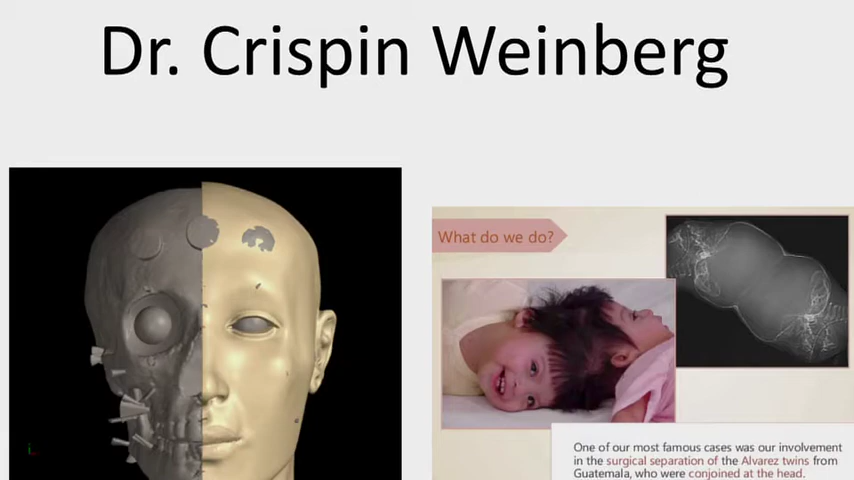 Dr. Crispin Weinberg
What do we do?
One of our most famous cases was our involvement
in the surgical separation of the Alvarez twins from
Guatemala, who were conjoined at the head.